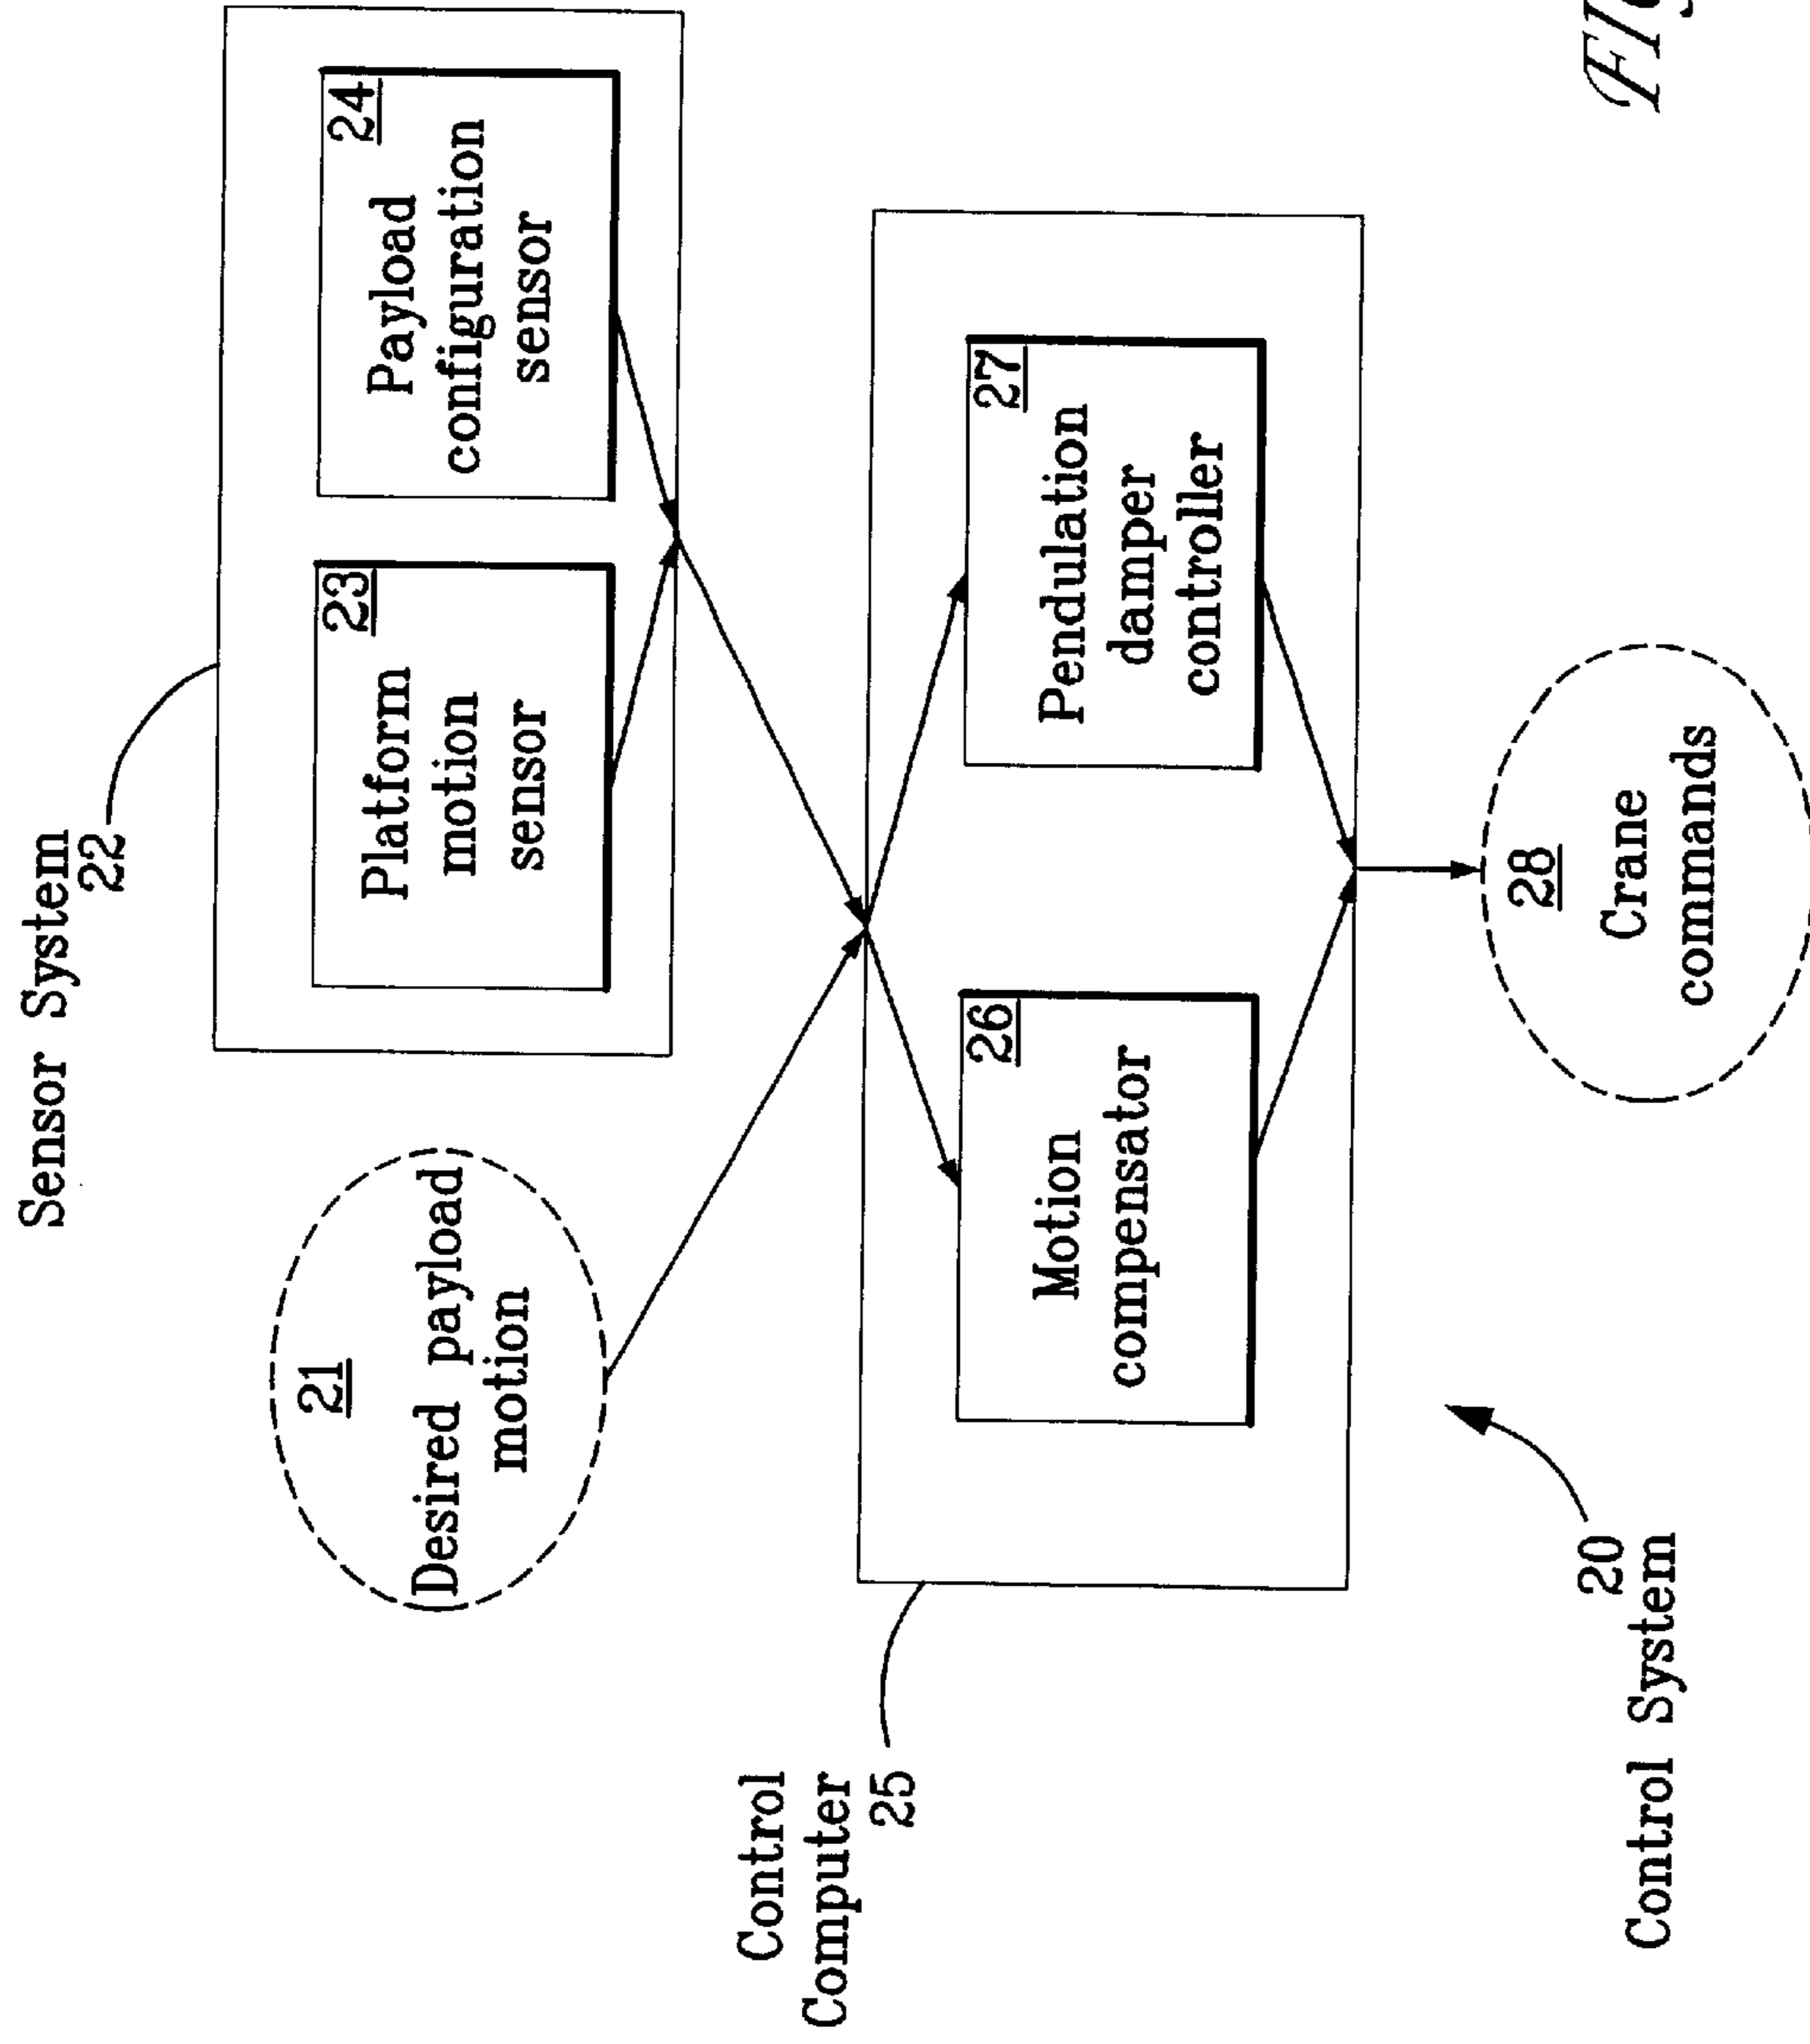 Sensor System
22
23
Platform
motion
sensor
24
Payload
configuration
sensor
21
Desired payload
motion
Control
Computer
25
26
Motion
compensator
27
Pendulation
damper
controller
28
Crane
commands
20
Control System